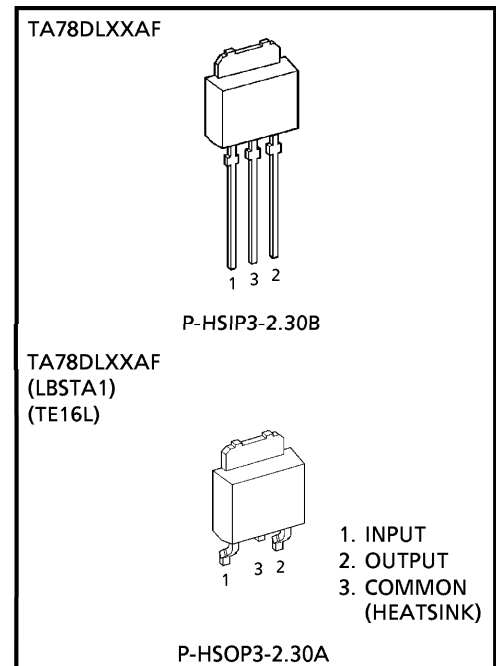 TA78DLXXAF
1 3 2
P-HSIP3-2.30B
TA78DLXXAF
(LBSTA1)
(TE16L)
1 3 2
1. INPUT
2. OUTPUT
3. COMMON
(HEATSINK)
P-HSOP3-2.30A